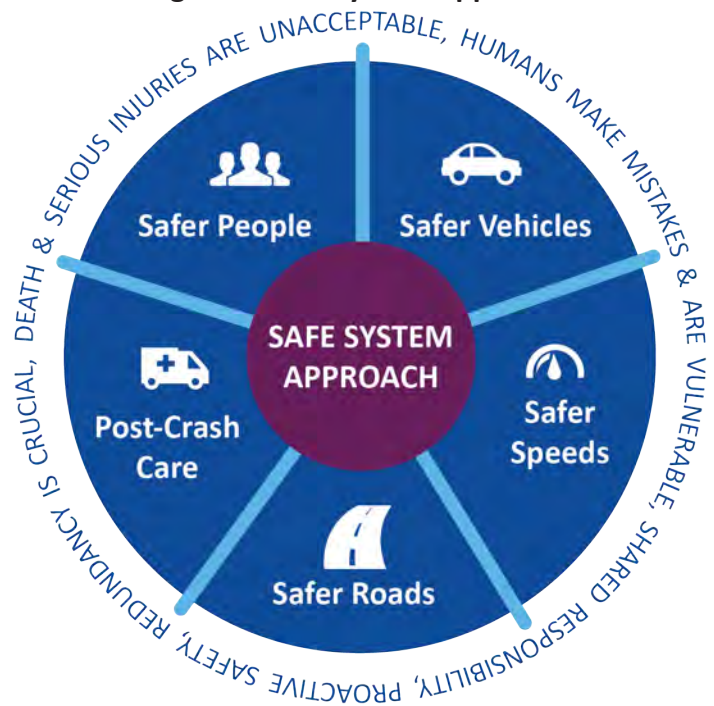 DEATH & SERIOUS INJURIES ARE UNACCEPTABLE, HUMANS MAKE MISTAKES & ARE VULNERABLE, SHARED RESPONSIBILITY, PROACTIVE SAFETY, REDUNDANCY IS CRUCIAL,
Safer People
Safer Vehicles
SAFE SYSTEM
APPROACH
Safer
Speeds
Safer Roads
Post-Crash
Care